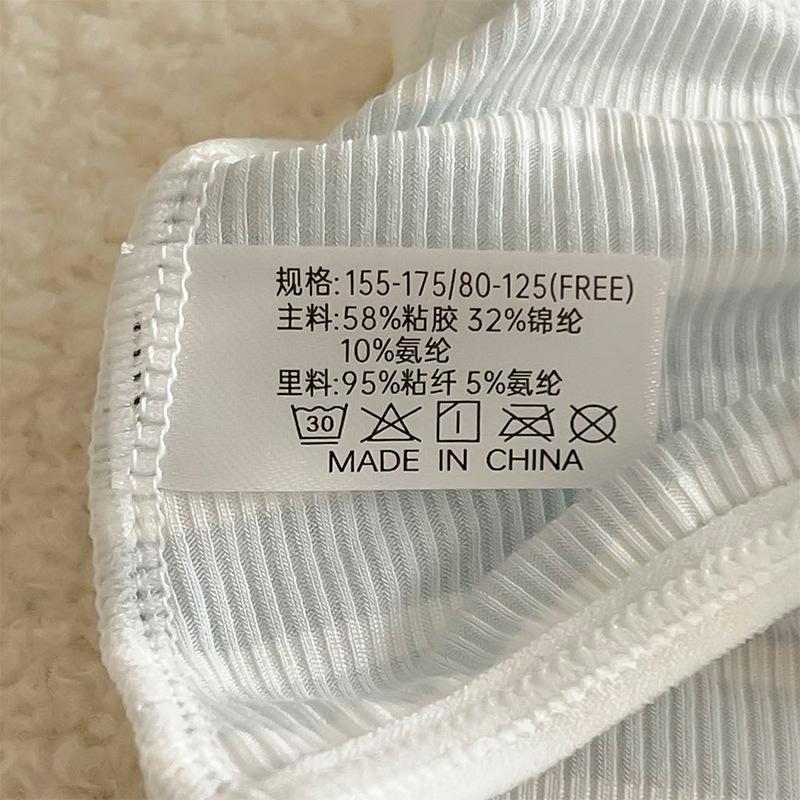 规格:155-175/80-125(FREE)
主料:58%粘胶 32%锦纶
10%氨纶
里料:95%粘纤 5%氨纶
30
MADE IN CHINA